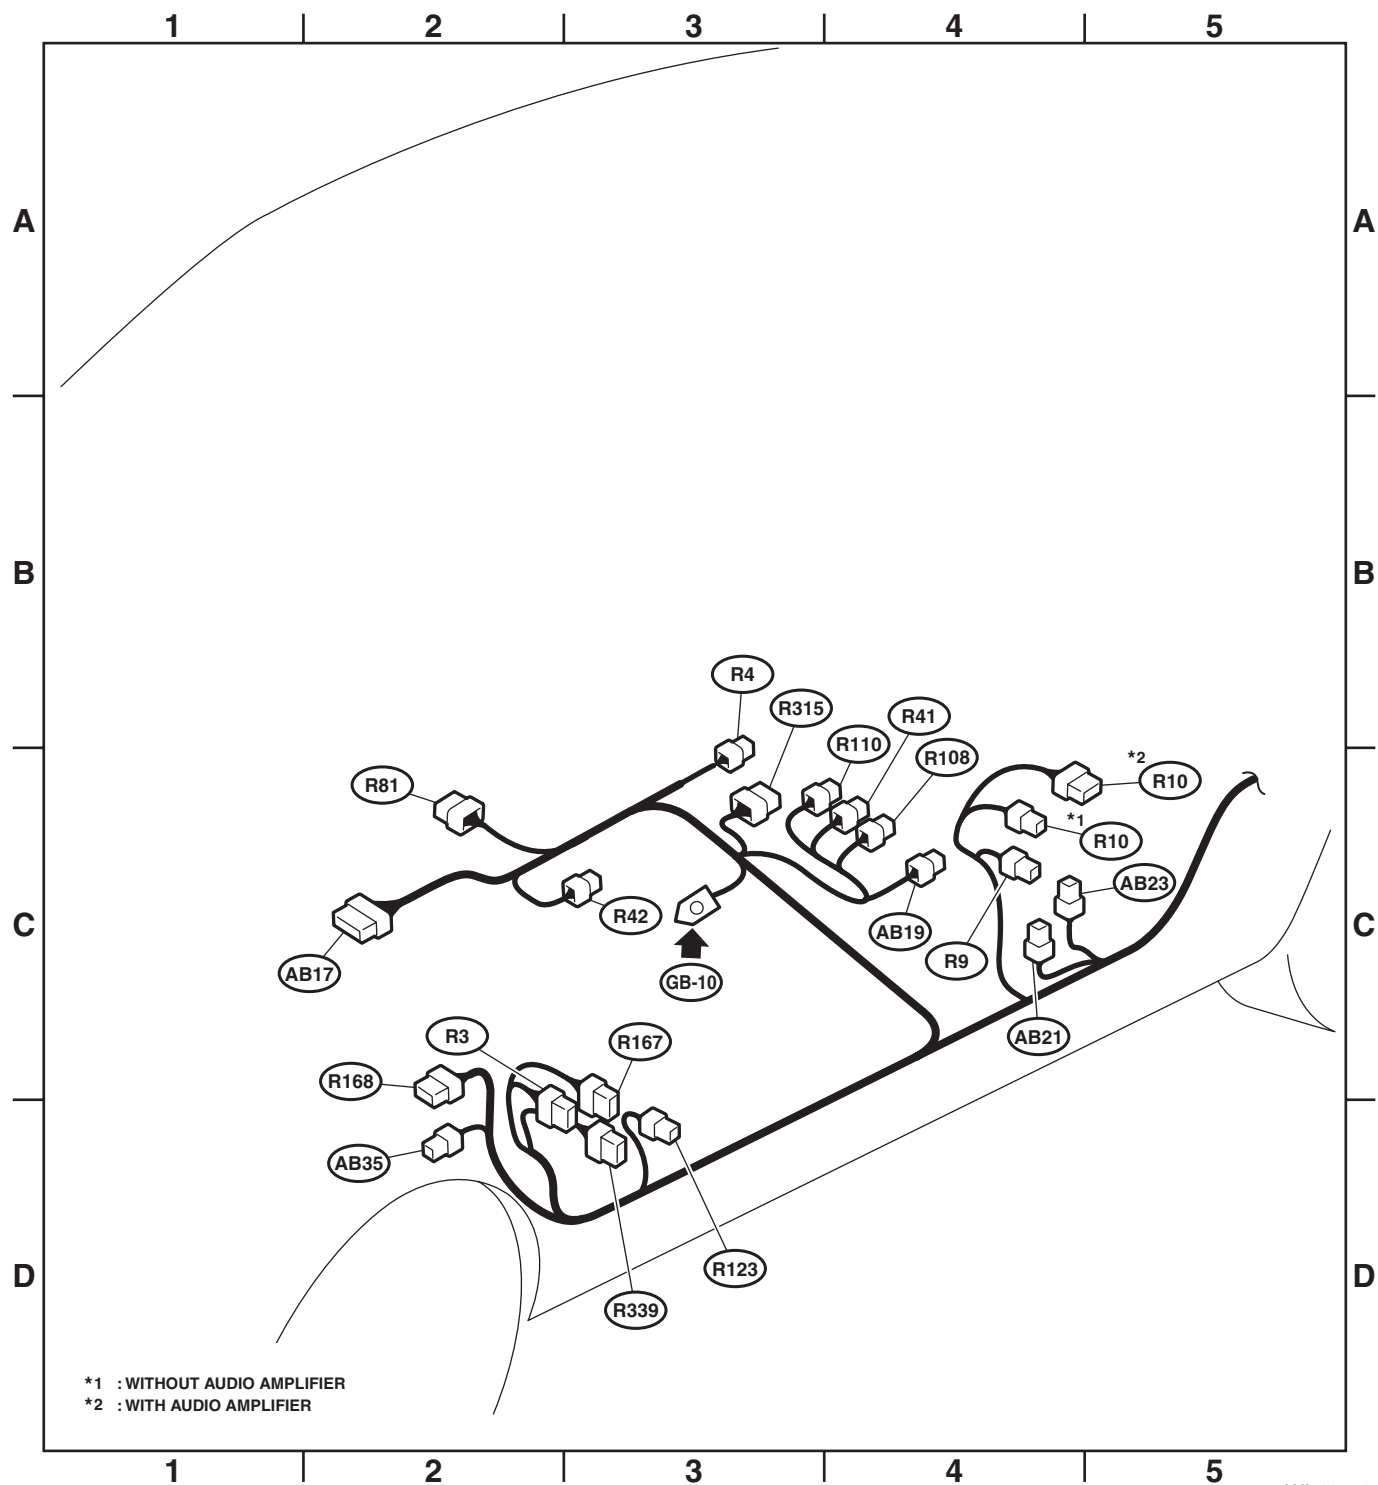 1 2 3 4 5
A A
B B
R4
R315
R41
R110
R108
*2
R10
R81
*1
R10
AB23
R42
AB19
C C
R9
AB17
GB-10
R3
R167
AB21
R168
AB35
R123
D D
R339
*1 : WITHOUT AUDIO AMPLIFIER
*2 : WITH AUDIO AMPLIFIER
1 2 3 4 5